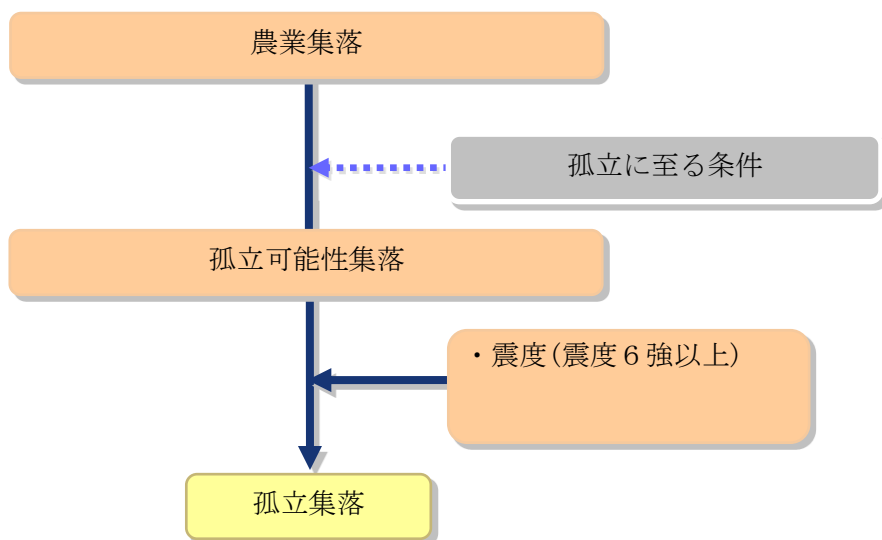 農業集落
孤立に至る条件
孤立可能性集落
・震度(震度６強以上)
孤立集落